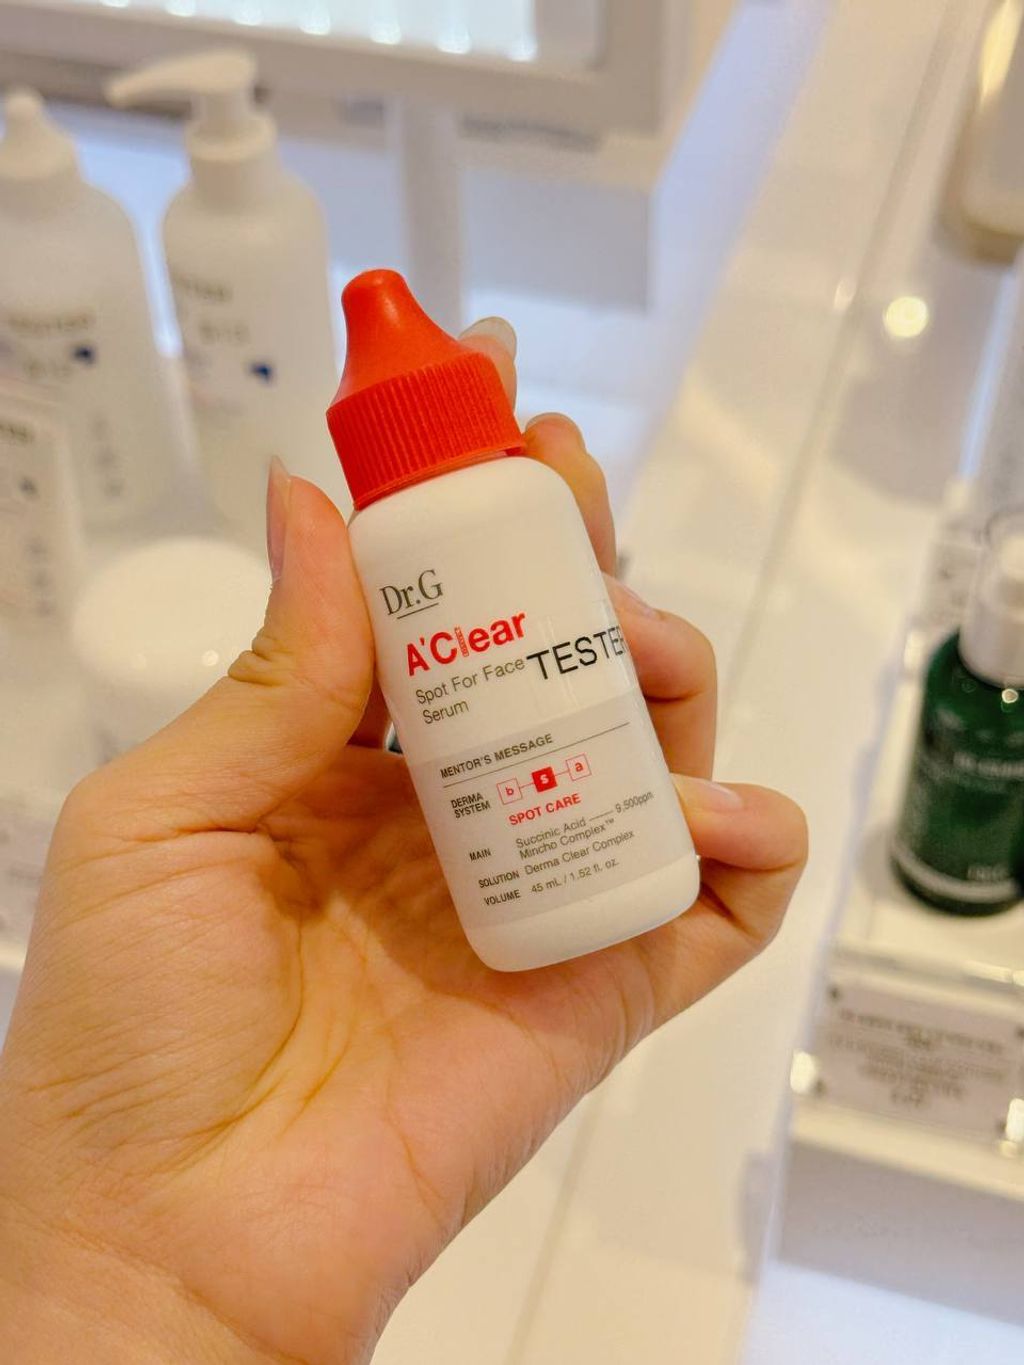 Dr.G
A'Clear
Spot For Face
Serum
TESTER
MENTOR'S MESSAGE
DERMA SYSTEM b s a
SPOT CARE
MAIN Succinic Acid 9,500ppm
Mincho Complex™
SOLUTION Derma Clear Complex
VOLUME 45 mL / 1.52 fl. oz.